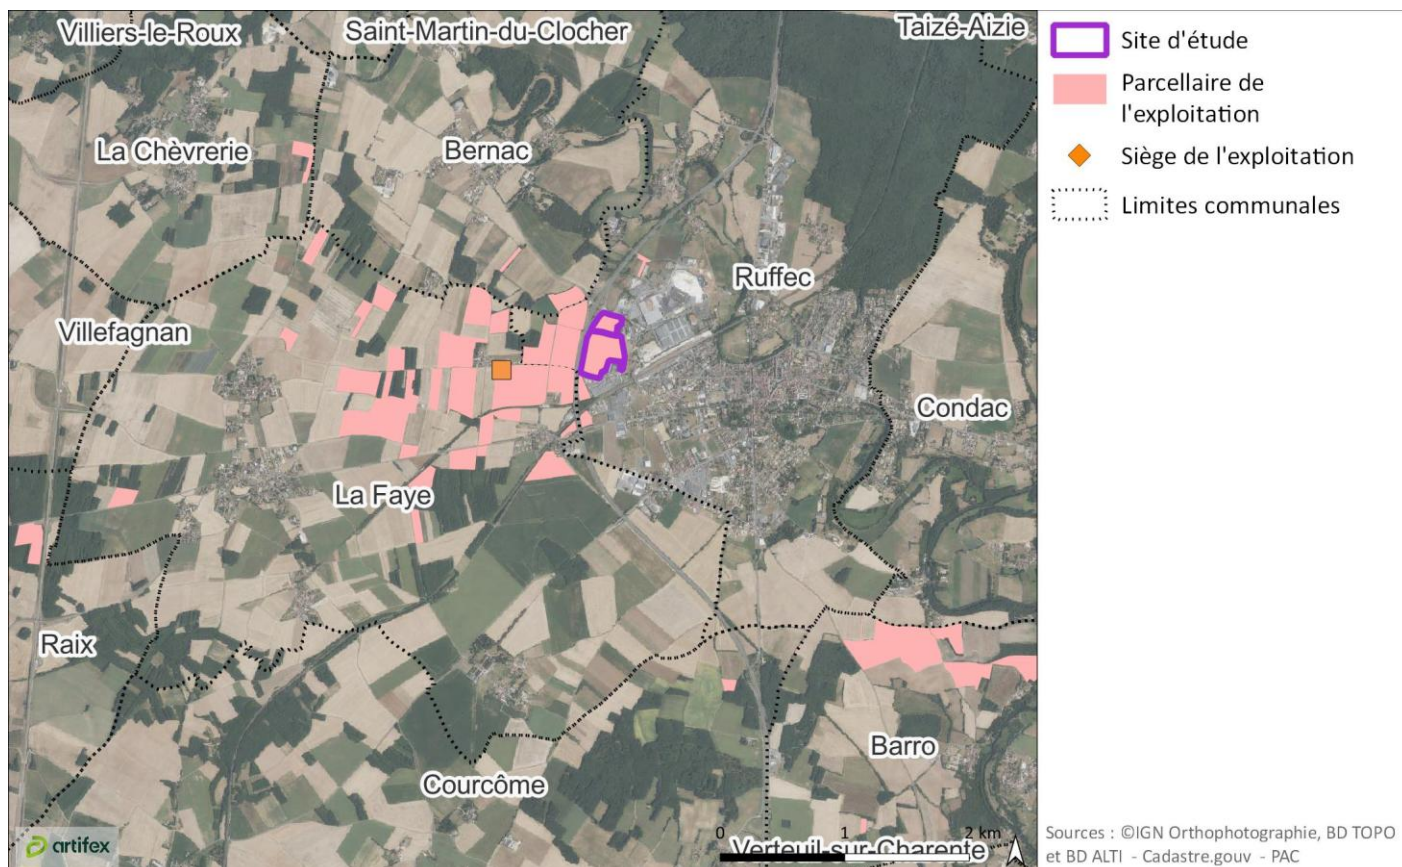 Villiers-le-Roux
Saint-Martin-du-Clocher
Taizé-Aizie
La Chèvrerie
Bernac
Ruffec
Villefagnan
Condac
La Faye
Raix
Barro
Courcôme
Verteuil-sur-Charente
0 1 2 km
artifex
Site d'étude
Parcellaire de
l'exploitation
Siège de l'exploitation
Limites communales
Sources : ©IGN Orthophotographie, BD TOPO
et BD ALTI - Cadastre.gouv - PAC